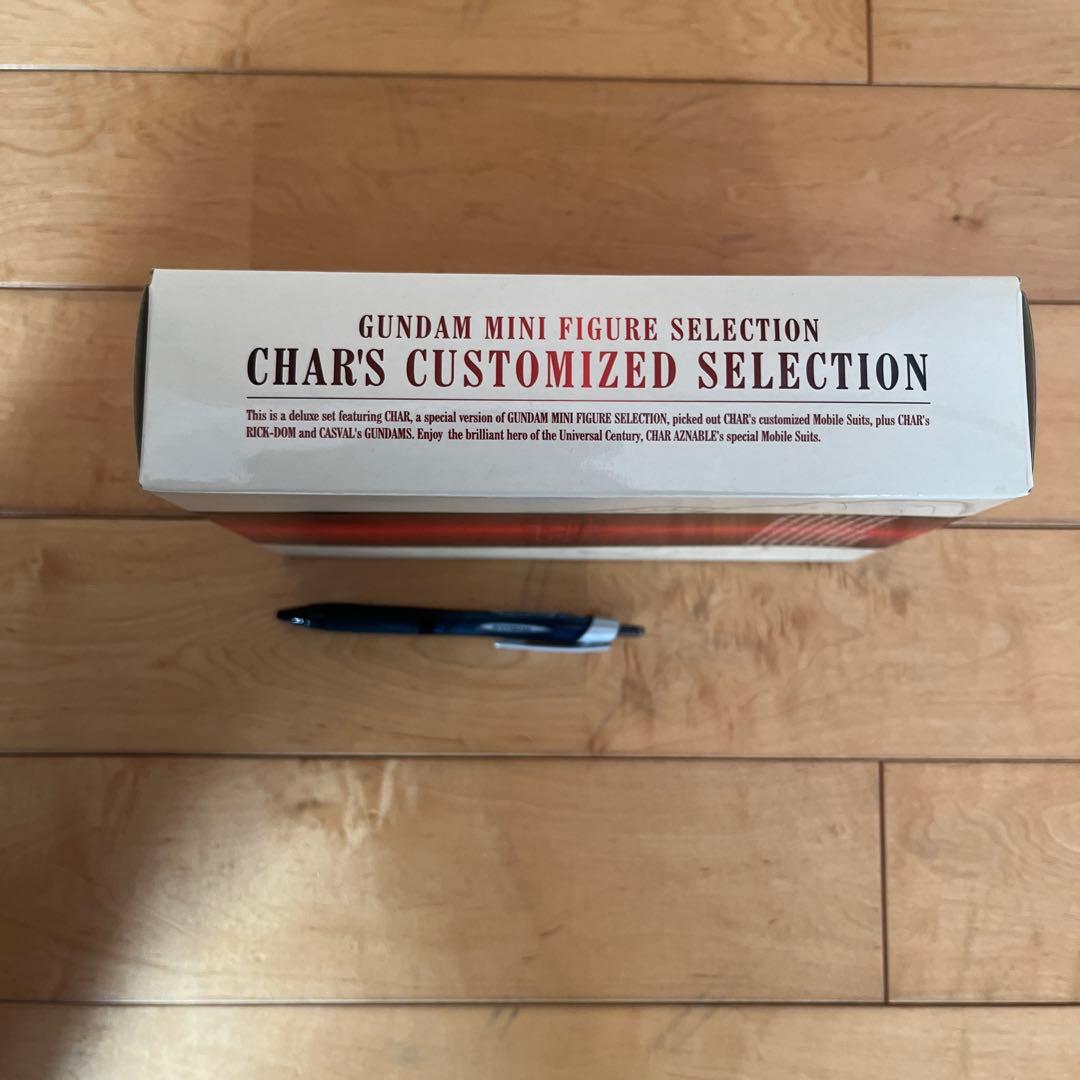 GUNDAM MINI FIGURE SELECTION
CHAR'S CUSTOMIZED SELECTION
This is a deluxe set featuring CHAR, a special version of GUNDAM MINI FIGURE SELECTION, picked out CHAR's customized Mobile Suits, plus CHAR's
RICK-DOM and CASVAL's GUNDAMS. Enjoy the brilliant hero of the Universal Century, CHAR AZNABLE's special Mobile Suits.